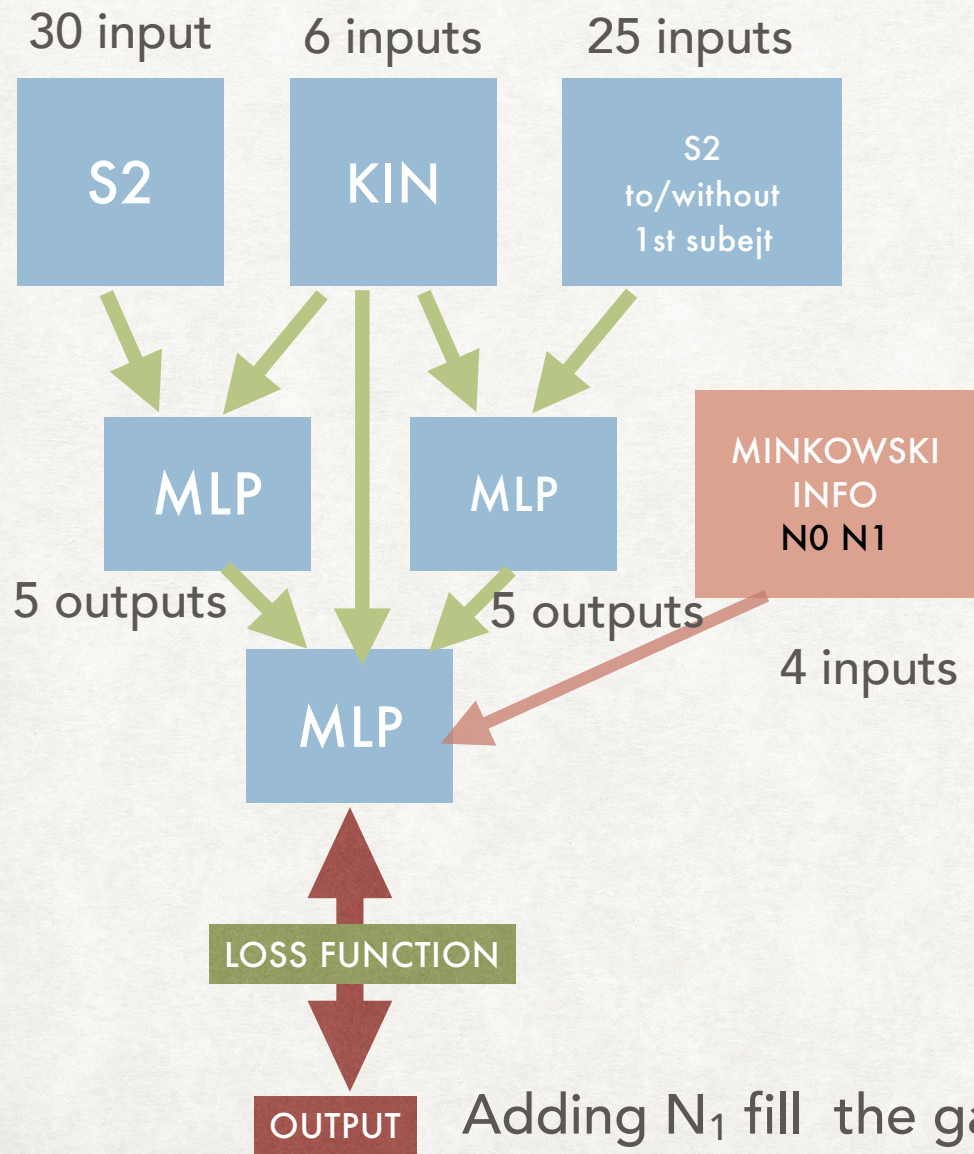 30 input
6 inputs
25 inputs
S2
KIN
S2
to/without
1st subejt
MLP
MLP
MINKOWSKI
INFO
N0 N1
5 outputs
5 outputs
4 inputs
MLP
LOSS FUNCTION
OUTPUT
Adding N₁ fill the ga